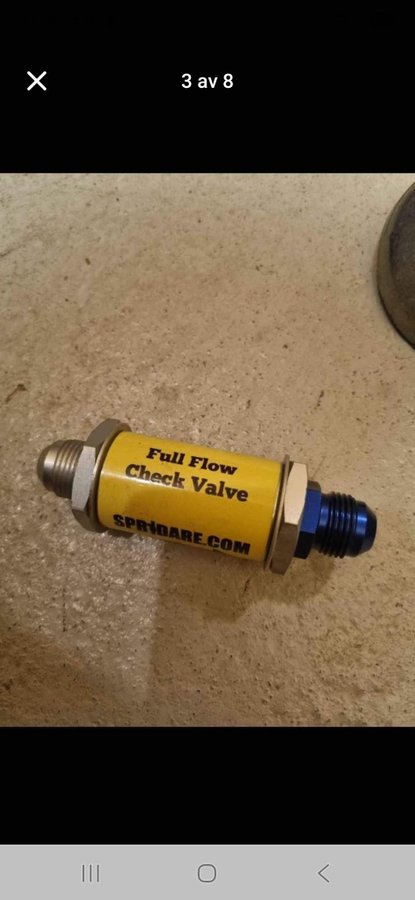 3 av 8
Full Flow
Check Valve
SPRIDARE.COM